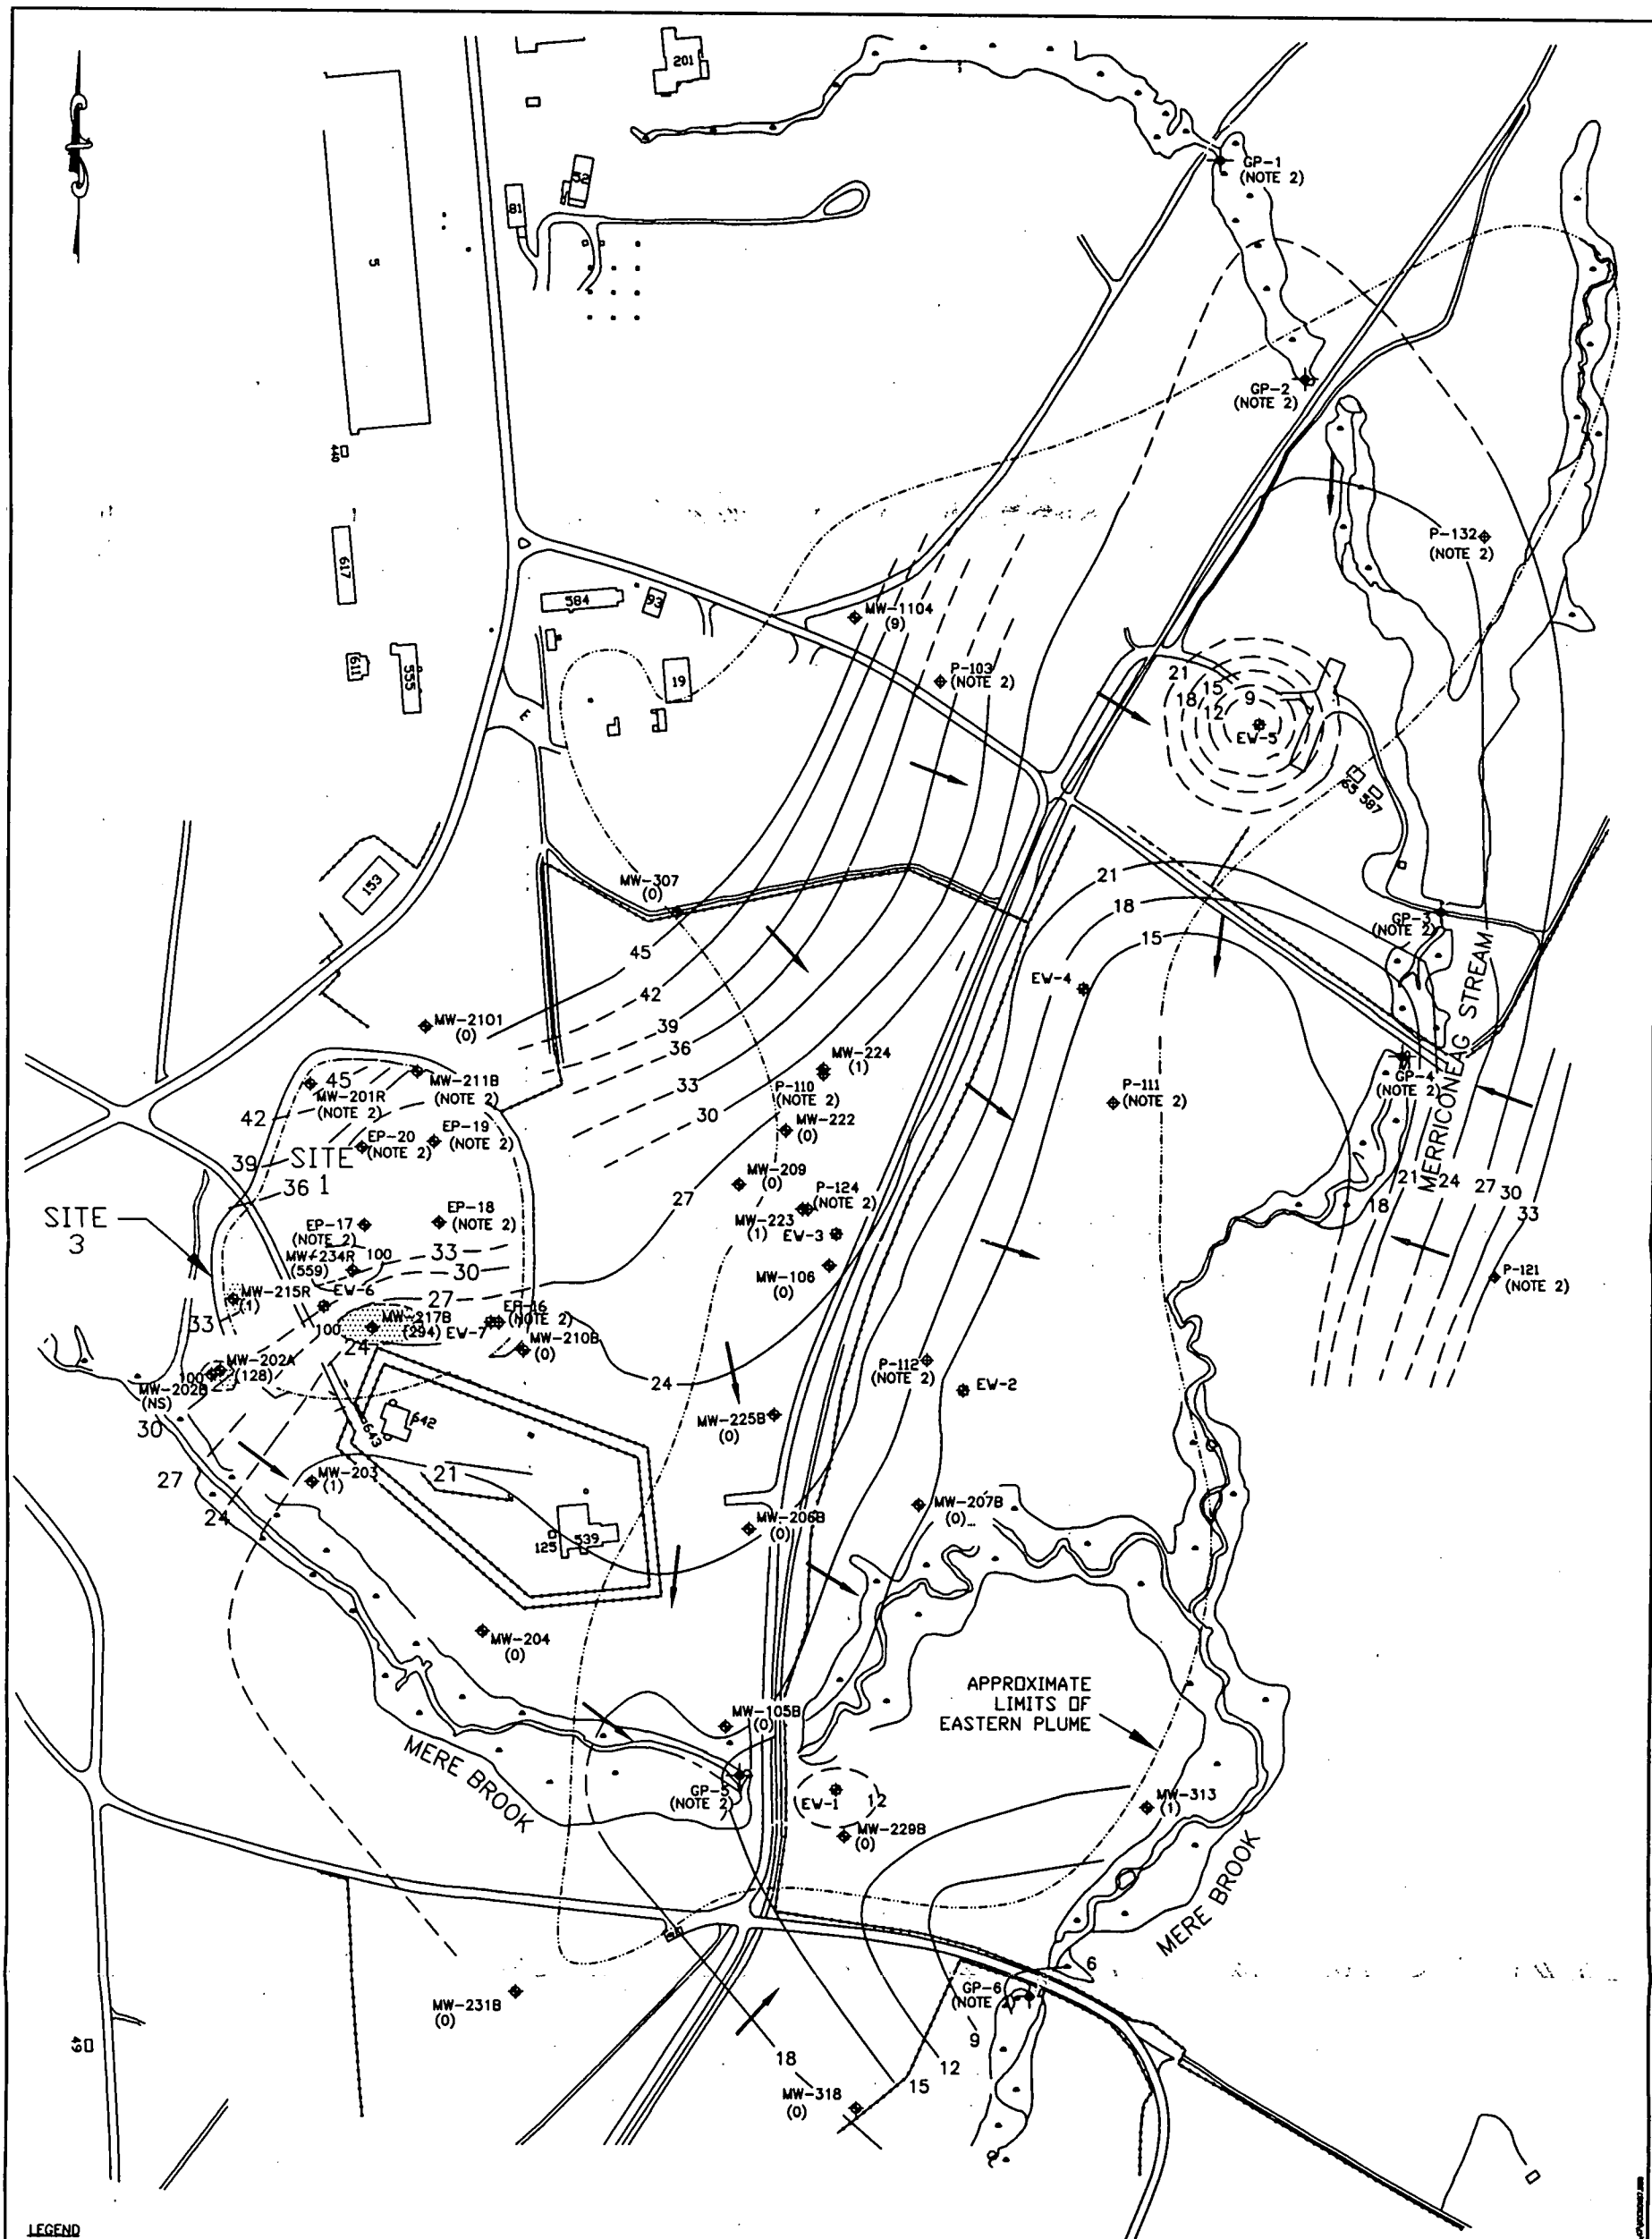 201
52
81
5
GP-1
(NOTE 2)
GP-2
(NOTE 2)
440
617
P-132
(NOTE 2)
584
93
MW-1104
(9)
611
555
19
P-103
(NOTE 2)
21
15
9
18
12
EW-5
65
587
153
MW-307
(0)
21
18
15
GP-3
(NOTE 2)
45
42
39
36
33
30
EW-4
MERRICONEAG STREAM
MW-2101
(0)
MW-224
(1)
P-110
(NOTE 2)
MW-222
(0)
P-111
(NOTE 2)
GP-4
(NOTE 2)
45
MW-201R
(NOTE 2)
MW-211B
(NOTE 2)
42
EP-20
(NOTE 2)
EP-19
(NOTE 2)
39
SITE
1
36
MW-209
(0)
27
P-124
(NOTE 2)
MW-223
(1)
EW-3
21
24
27
30
33
18
SITE
3
EP-17
(NOTE 2)
EP-18
(NOTE 2)
MW-234R
(559)
100
33
30
MW-106
(0)
P-121
(NOTE 2)
MW-215R
(1)
EW-6
27
33
100
MW-217B
(294)
EW-7
EP-16
(NOTE 2)
24
MW-210B
(0)
MW-202A
(128)
100
MW-202B
(NS)
24
P-112
(NOTE 2)
EW-2
30
642
643
MW-225B
(0)
27
MW-203
(1)
21
24
MW-207B
(0)
MW-206B
(0)
125
539
MW-204
(0)
APPROXIMATE
LIMITS OF
EASTERN PLUME
MW-105B
(0)
MERE BROOK
GP-5
(NOTE 2)
EW-1
12
MW-313
(1)
MW-229B
(0)
MERE BROOK
6
GP-6
(NOTE 2)
MW-231B
(0)
9
49
18
12
15
MW-318
(0)
LEGEND